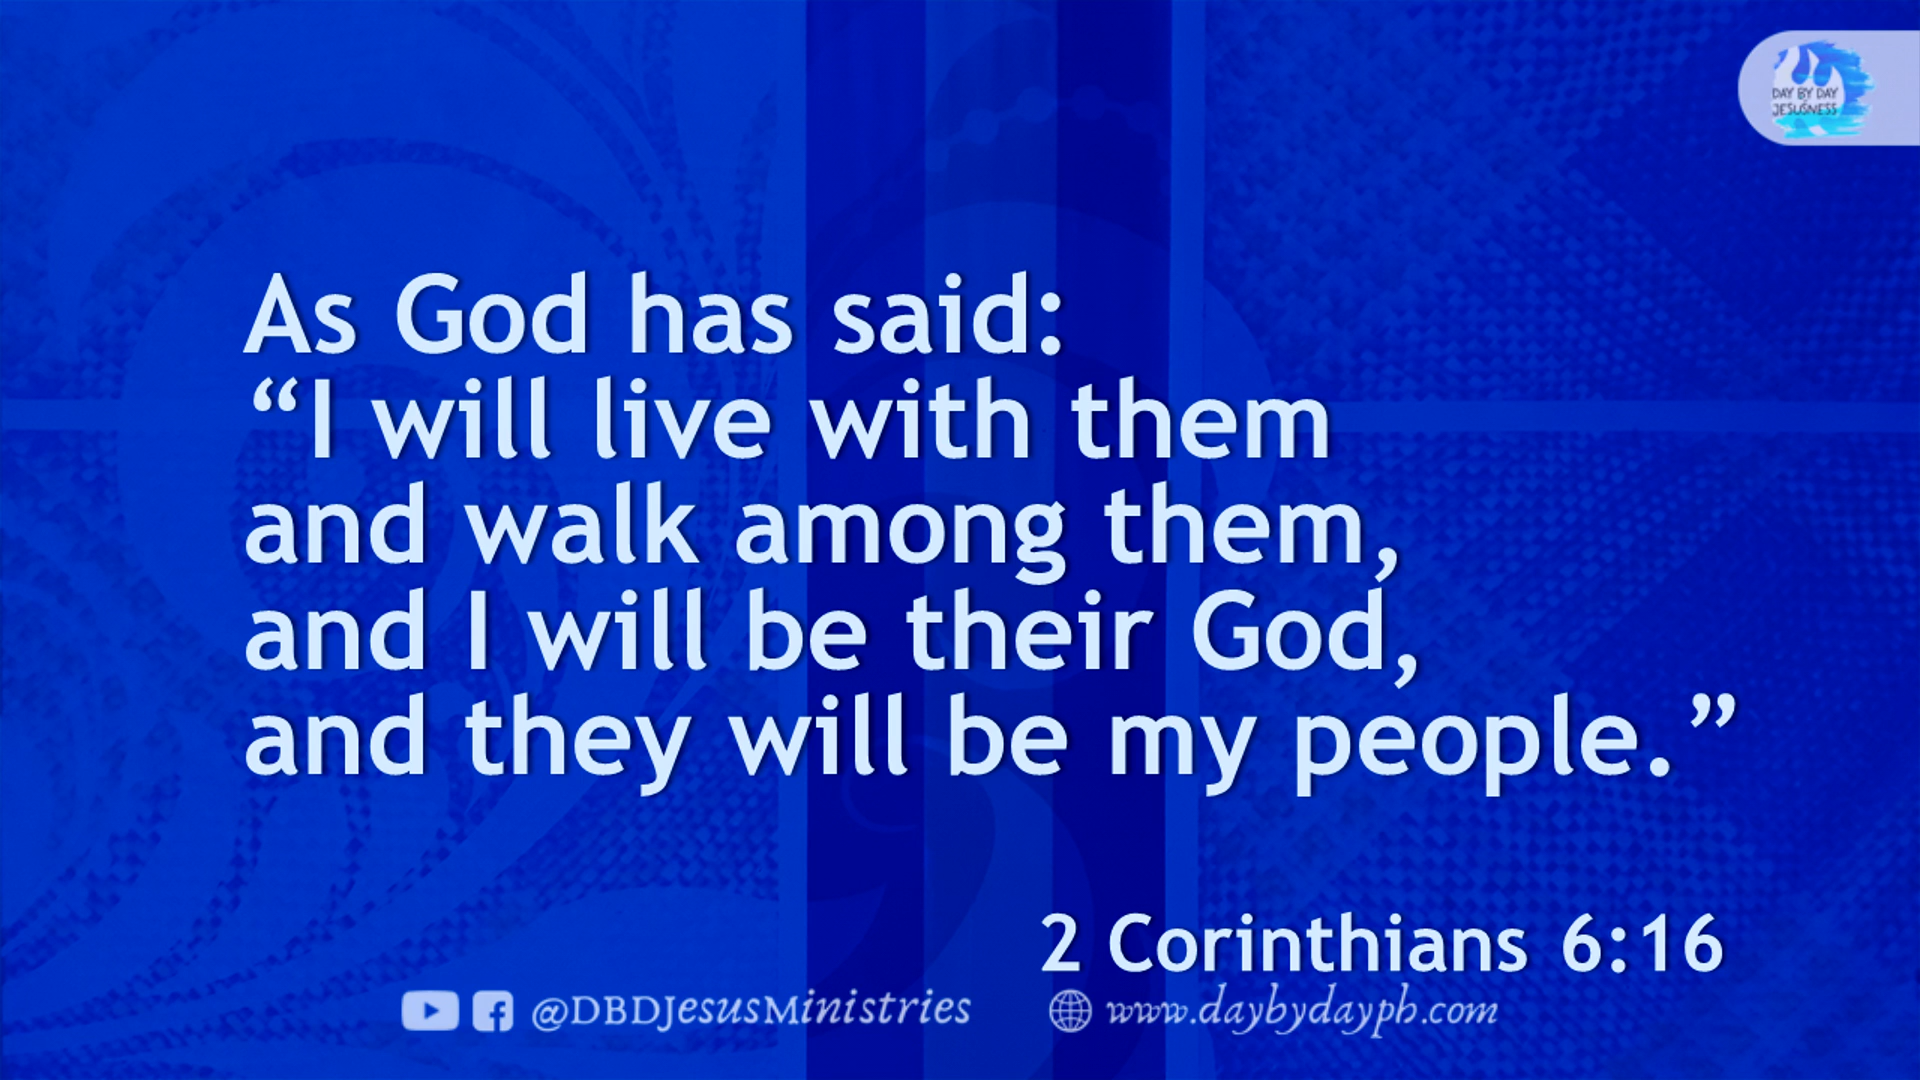 DAY BY DAY
JESUSNESS
As God has said:
“I will live with them
and walk among them,
and I will be their God,
and they will be my people.”
2 Corinthians 6:16
@DBDJesusMinistries
www.daybydayph.com